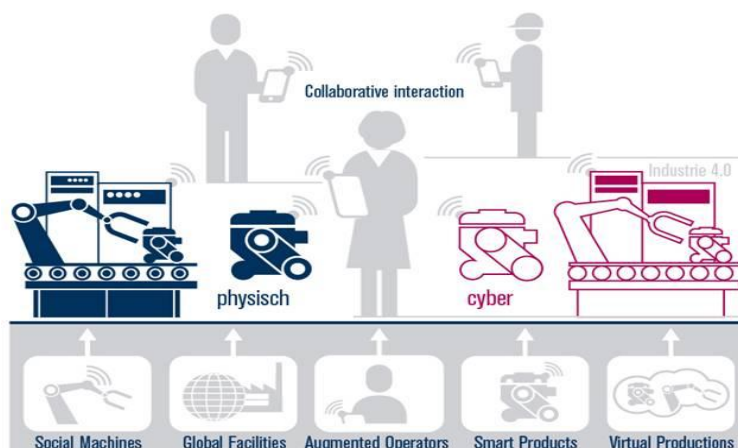 Collaborative interaction
Industrie 4.0
physisch
cyber
Social Machines
Global Facilities
Augmented Operators
Smart Products
Virtual Productions